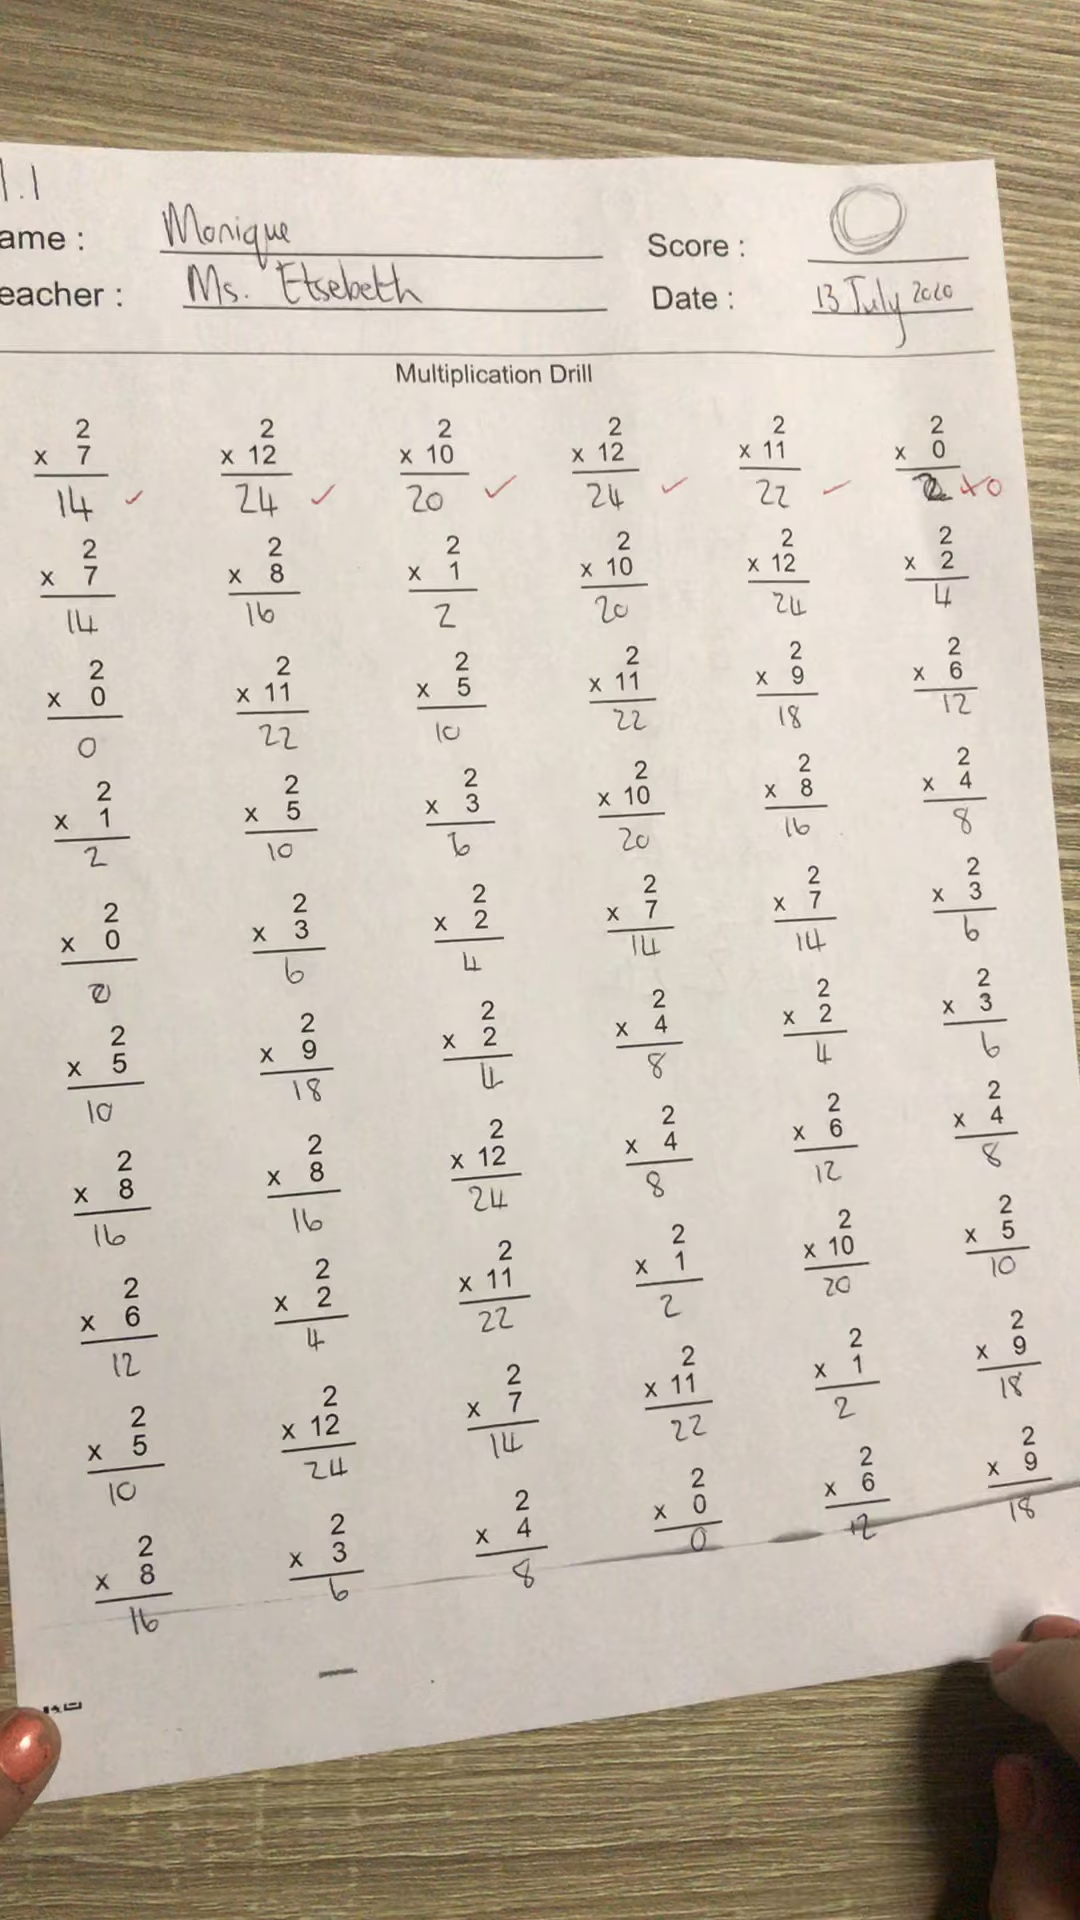 1.1
ame : Monique Score :
eacher : Ms. Etsebeth Date : 13 July 2020
Multiplication Drill
2 2 2 2 2 2
x 7 x 12 x 10 x 12 x 11 x 0
14 24 20 24 22 x 0
2 2 2 2 2 2
x 7 x 8 x 1 x 10 x 12 x 2
14 16 2 20 24 4
2 2 2 2 2 2
x 0 x 11 x 5 x 11 x 9 x 6
0 22 10 22 18 12
2 2 2 2 2 2
x 1 x 5 x 3 x 10 x 8 x 4
2 10 6 20 16 8
2 2 2 2 2 2
x 0 x 3 x 2 x 7 x 7 x 3
6 4 14 14 6
2 2 2 2 2 2
x 5 x 9 x 2 x 4 x 2 x 3
10 18 4 8 4 6
2 2 2 2 2 2
x 8 x 8 x 12 x 4 x 6 x 4
16 16 24 8 12 8
2 2 2 2 2 2
x 6 x 2 x 11 x 1 x 10 x 5
12 4 22 2 20 10
2 2 2 2 2 2
x 5 x 12 x 7 x 11 x 1 x 9
10 24 14 22 2 18
2 2 2 2 2 2
x 8 x 3 x 4 x 0 x 6 x 9
16 6 8 0 12 18